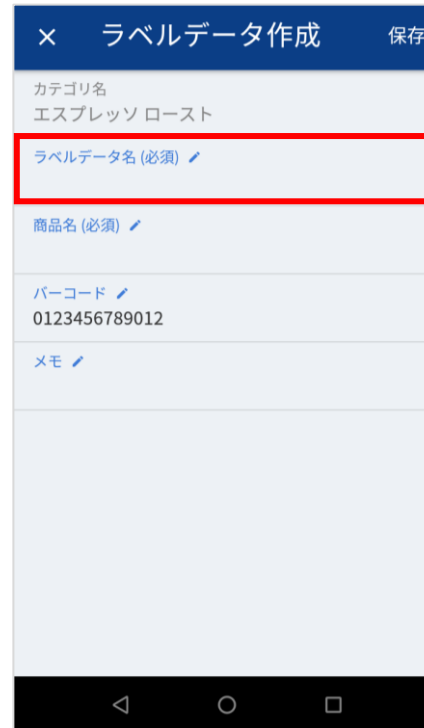 × ラベルデータ作成 保存
カテゴリ名
エスプレッソ ロースト
ラベルデータ名 (必須)
商品名 (必須)
バーコード
0123456789012
メモ